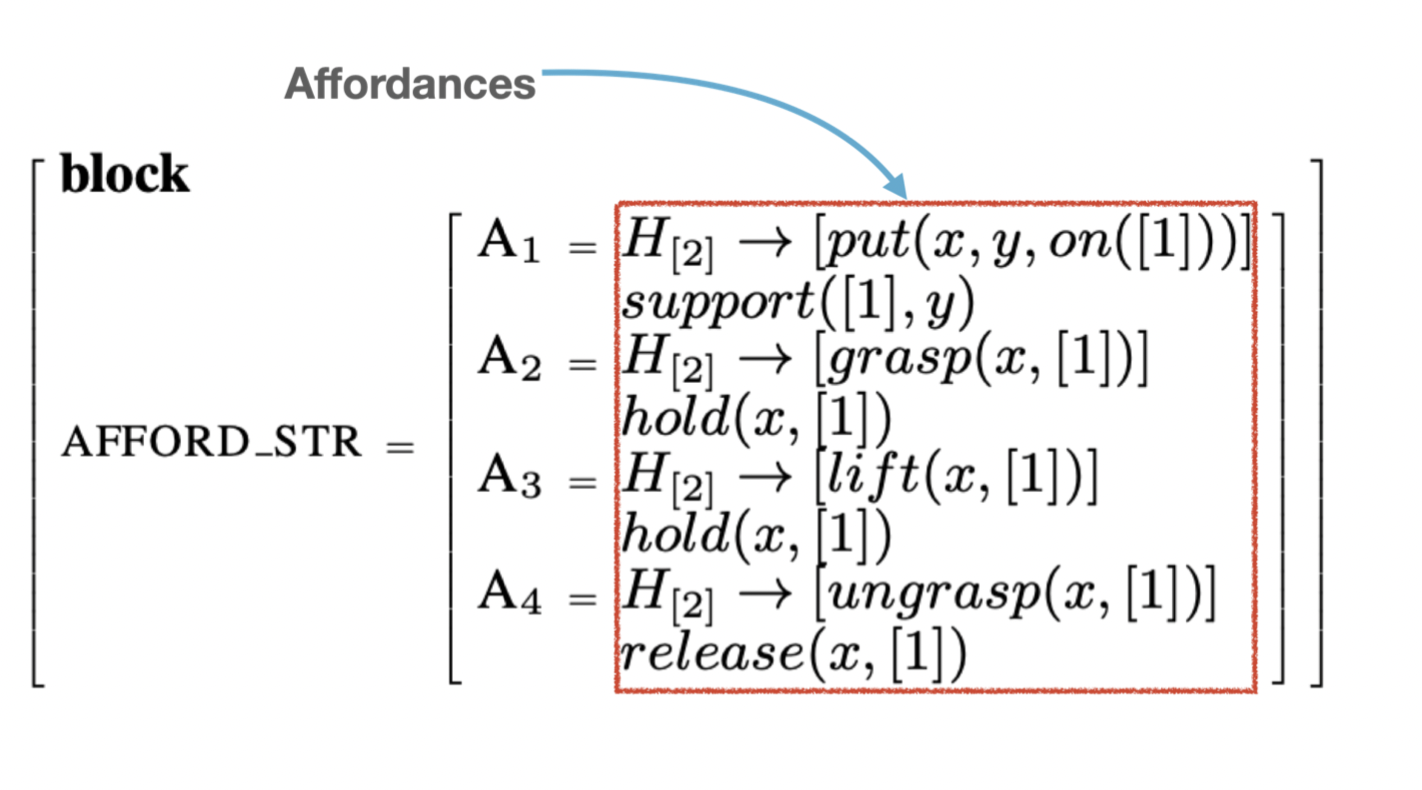 Affordances
block
A₁ = H[2] → [put(x, y, on([1]))]
support([1], y)
A₂ = H[2] → [grasp(x, [1])]
hold(x, [1])
AFFORD_STR =
A₃ = H[2] → [lift(x, [1])]
hold(x, [1])
A₄ = H[2] → [ungrasp(x, [1])]
release(x, [1])